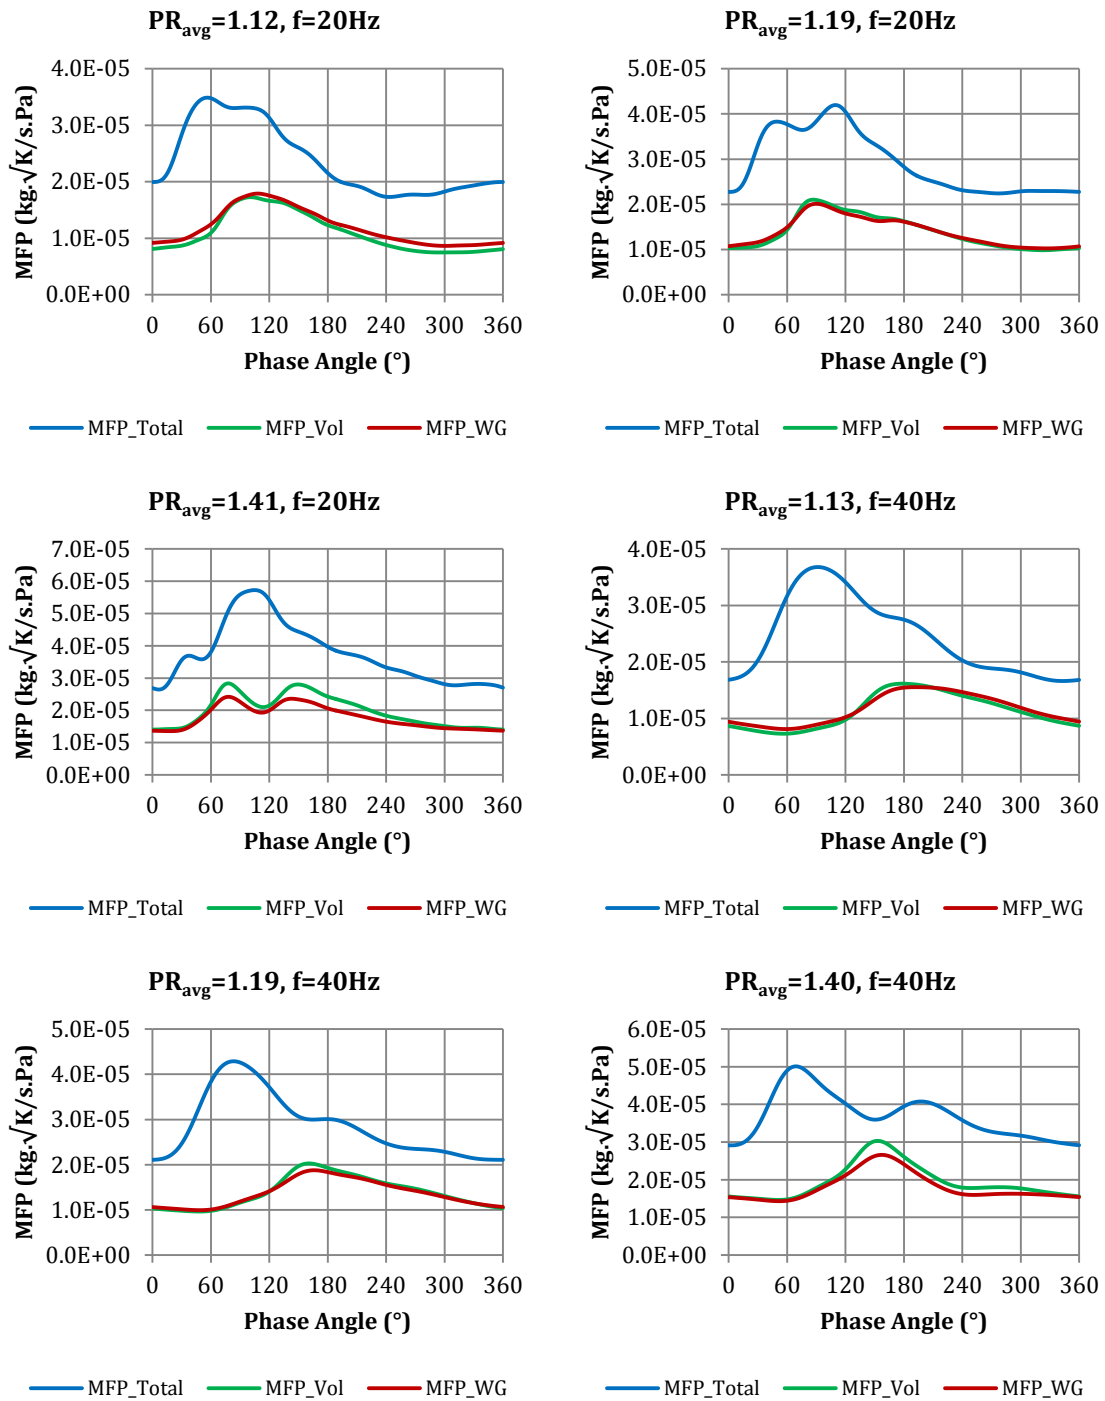 PRavg=1.12, f=20Hz
MFP (kg.√K/s.Pa)
4.0E-05
3.0E-05
2.0E-05
1.0E-05
0.0E+00
0 60 120 180 240 300 360
Phase Angle (°)
MFP_Total MFP_Vol MFP_WG
PRavg=1.19, f=20Hz
MFP (kg.√K/s.Pa)
5.0E-05
4.0E-05
3.0E-05
2.0E-05
1.0E-05
0.0E+00
0 60 120 180 240 300 360
Phase Angle (°)
MFP_Total MFP_Vol MFP_WG
PRavg=1.41, f=20Hz
MFP (kg.√K/s.Pa)
7.0E-05
6.0E-05
5.0E-05
4.0E-05
3.0E-05
2.0E-05
1.0E-05
0.0E+00
0 60 120 180 240 300 360
Phase Angle (°)
MFP_Total MFP_Vol MFP_WG
PRavg=1.13, f=40Hz
MFP (kg.√K/s.Pa)
4.0E-05
3.0E-05
2.0E-05
1.0E-05
0.0E+00
0 60 120 180 240 300 360
Phase Angle (°)
MFP_Total MFP_Vol MFP_WG
PRavg=1.19, f=40Hz
MFP (kg.√K/s.Pa)
5.0E-05
4.0E-05
3.0E-05
2.0E-05
1.0E-05
0.0E+00
0 60 120 180 240 300 360
Phase Angle (°)
MFP_Total MFP_Vol MFP_WG
PRavg=1.40, f=40Hz
MFP (kg.√K/s.Pa)
6.0E-05
5.0E-05
4.0E-05
3.0E-05
2.0E-05
1.0E-05
0.0E+00
0 60 120 180 240 300 360
Phase Angle (°)
MFP_Total MFP_Vol MFP_WG